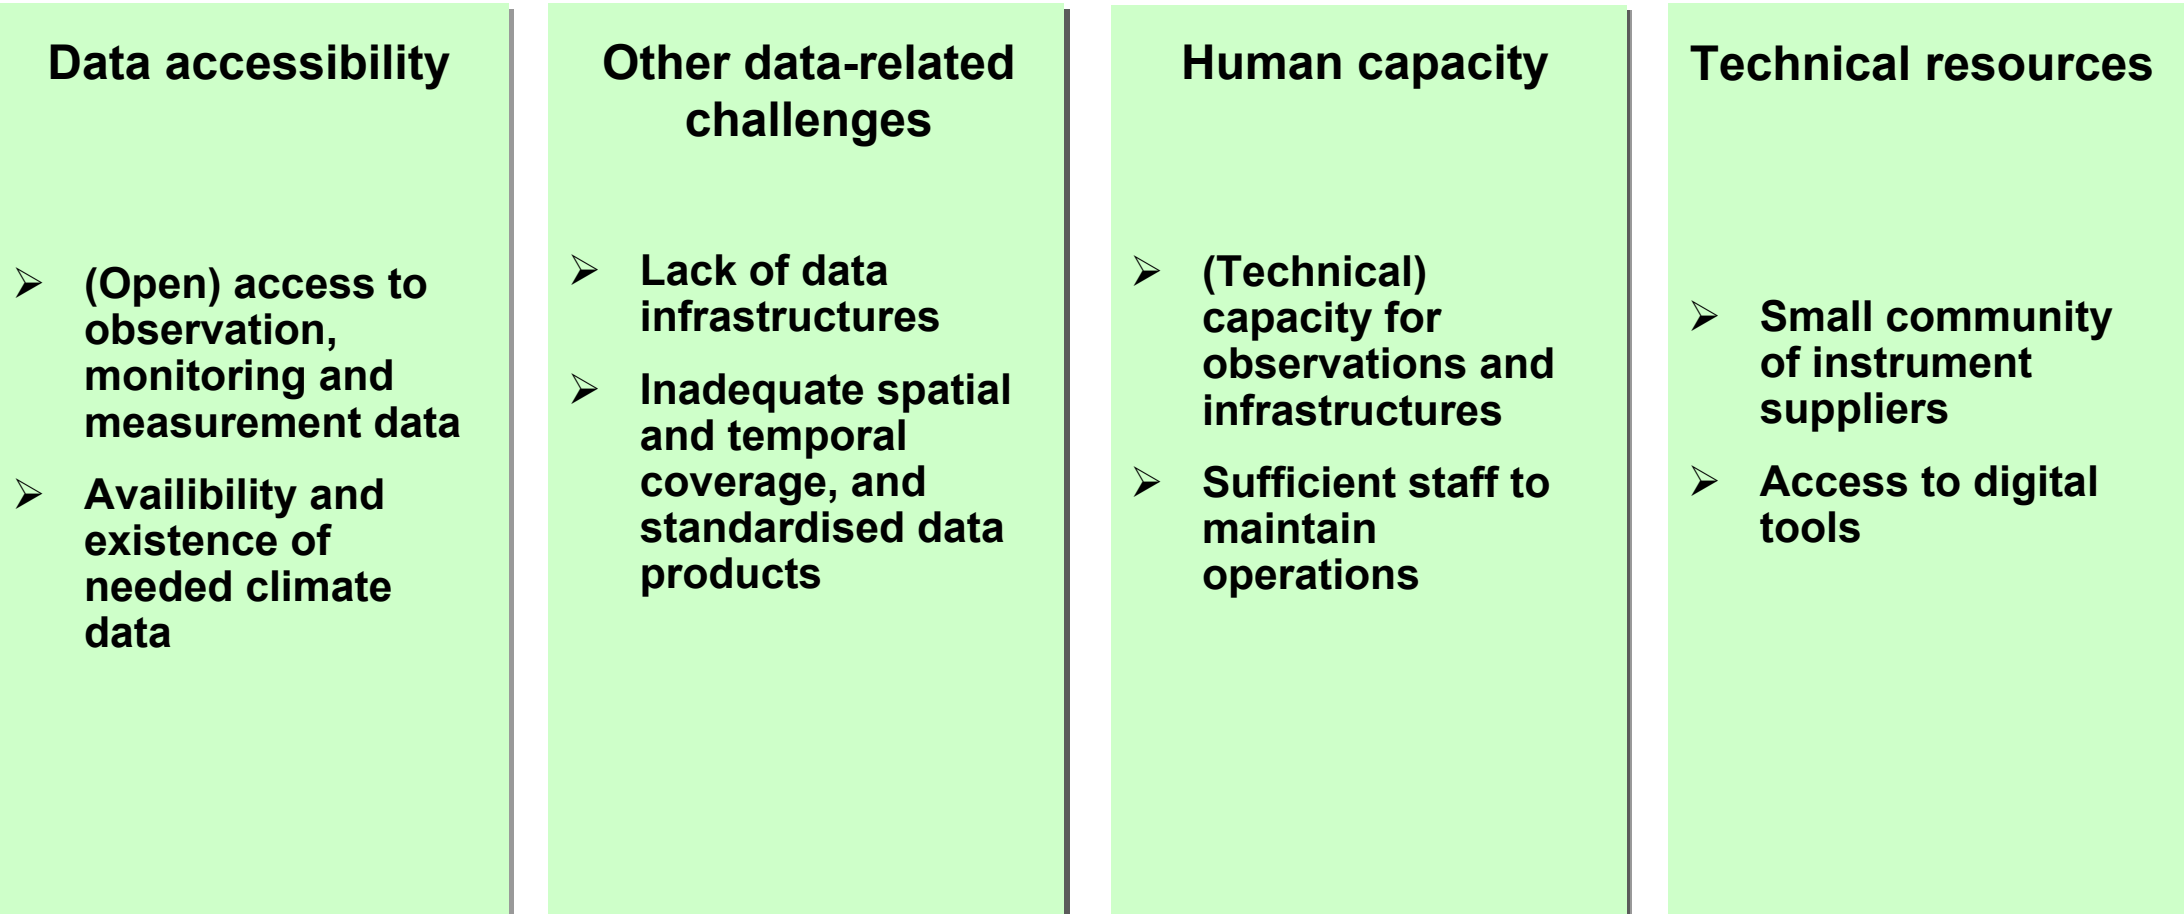 Data accessibility
➢ (Open) access to
observation,
monitoring and
measurement data
➢ Availibility and
existence of
needed climate
data
Other data-related
challenges
➢ Lack of data
infrastructures
➢ Inadequate spatial
and temporal
coverage, and
standardised data
products
Human capacity
➢ (Technical)
capacity for
observations and
infrastructures
➢ Sufficient staff to
maintain
operations
Technical resources
➢ Small community
of instrument
suppliers
➢ Access to digital
tools